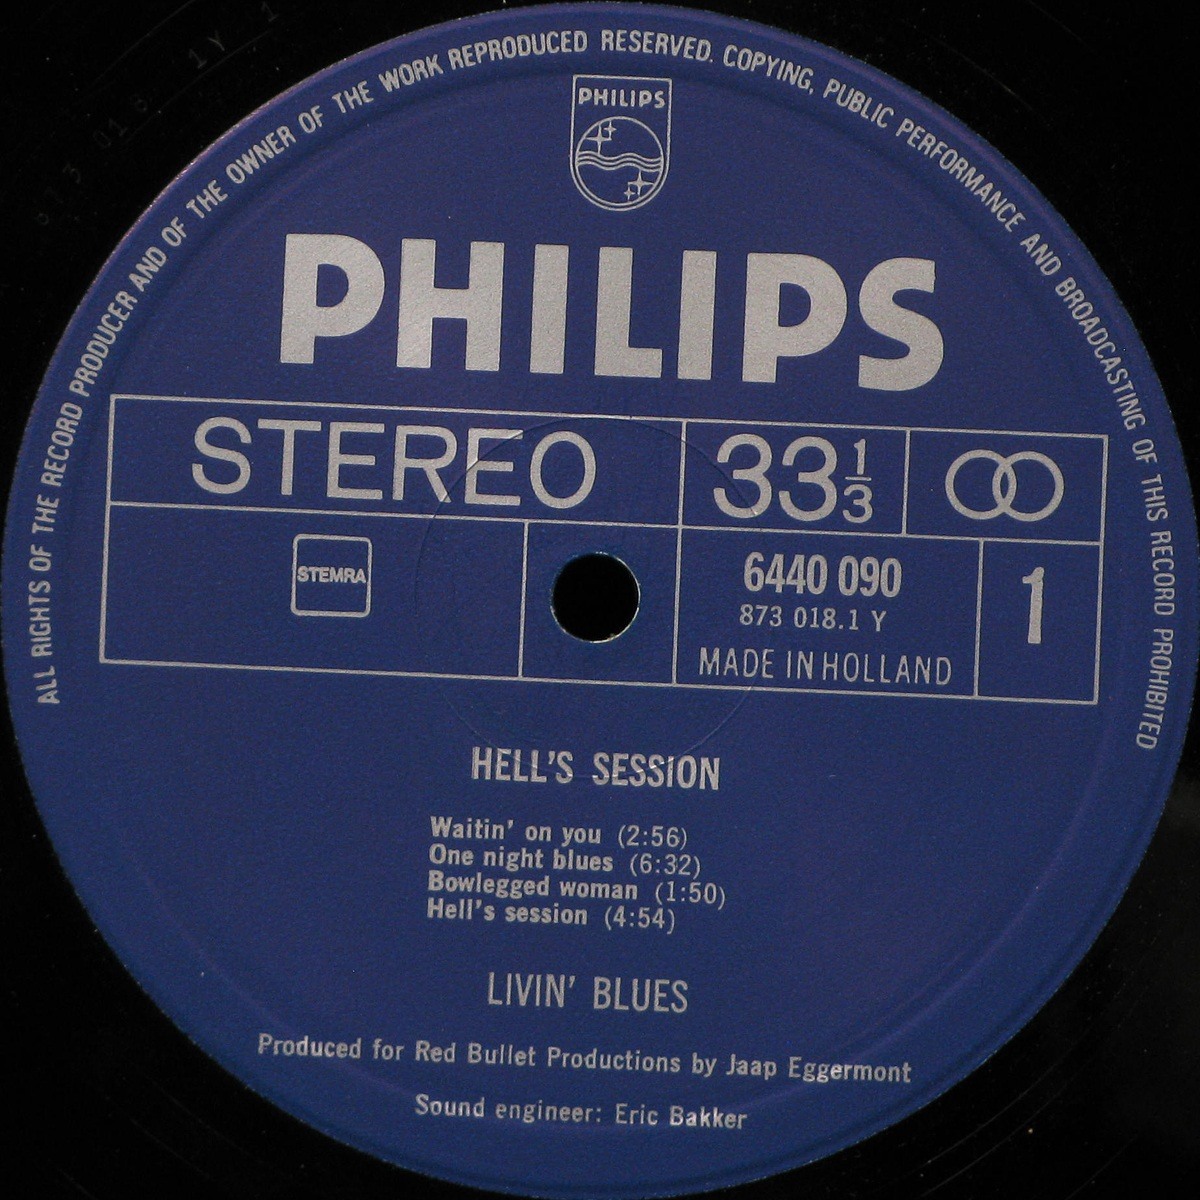 ALL RIGHTS OF THE RECORD PRODUCER AND OF THE OWNER OF THE WORK REPRODUCED RESERVED. COPYING, PUBLIC PERFORMANCE AND BROADCASTING OF THIS RECORD PROHIBITED
PHILIPS
PHILIPS
STEREO 33 1/3
STEMRA
6440 090
873 018.1 Y
MADE IN HOLLAND
1
HELL'S SESSION
Waitin' on you (2:56)
One night blues (6:32)
Bowlegged woman (1:50)
Hell's session (4:54)
LIVIN' BLUES
Produced for Red Bullet Productions by Jaap Eggermont
Sound engineer: Eric Bakker